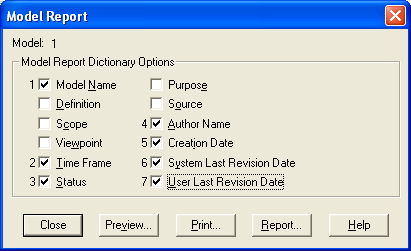 Model Report
Model: 1
Model Report Dictionary Options
1 Model Name
Definition
Scope
Viewpoint
2 Time Frame
3 Status
Purpose
Source
4 Author Name
5 Creation Date
6 System Last Revision Date
7 User Last Revision Date
Close Preview... Print... Report... Help